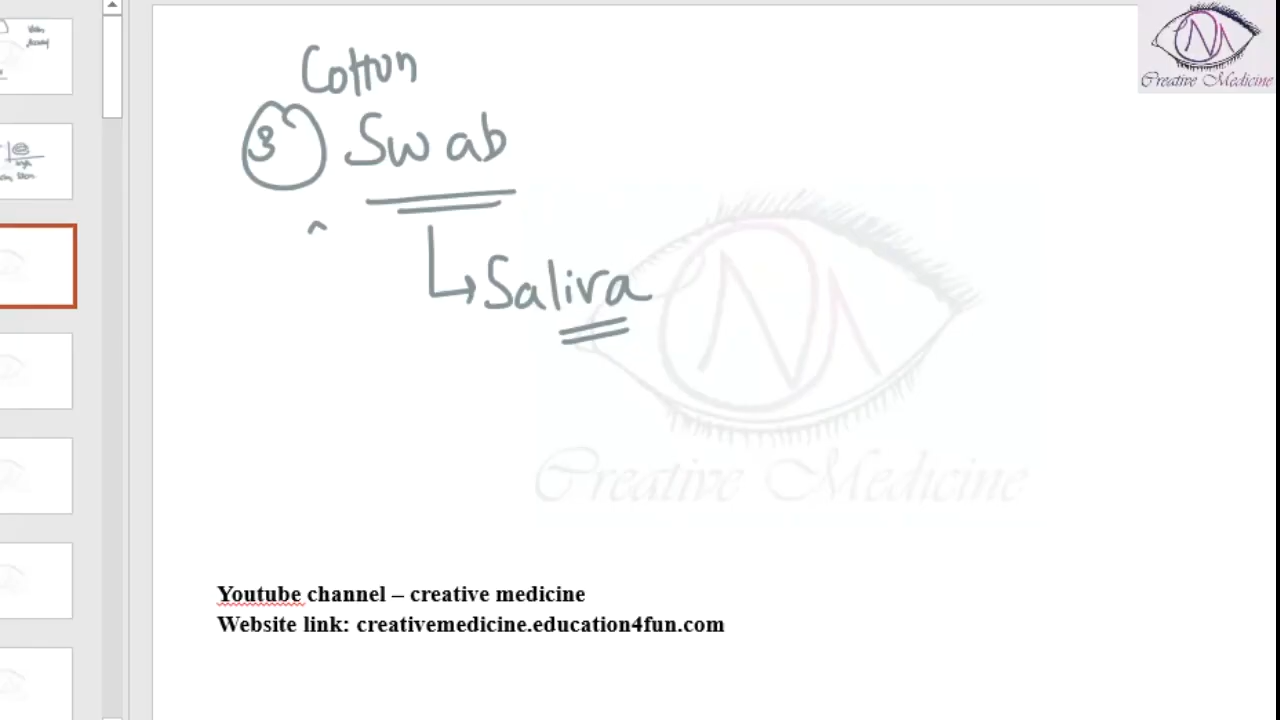 Cotton
3 Swab
Saliva
Creative Medicine
Creative Medicine
Youtube channel – creative medicine
Website link: creativemedicine.education4fun.com